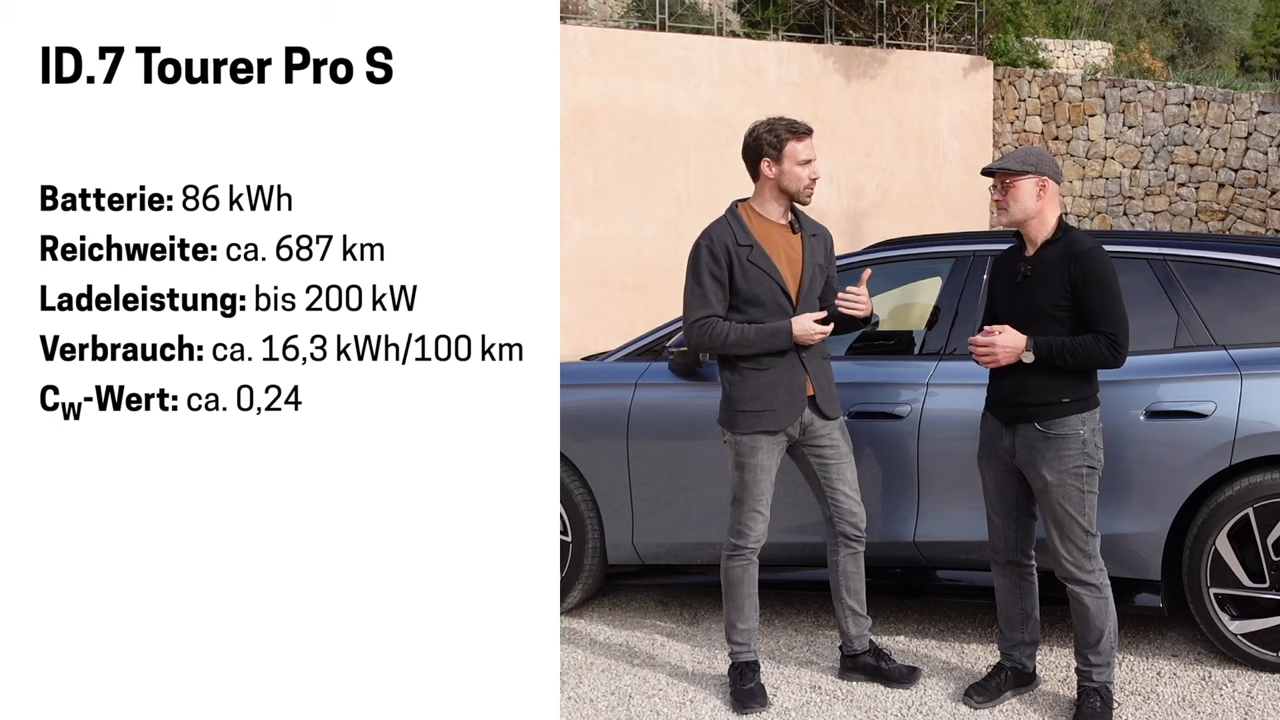 ID.7 Tourer Pro S
Batterie: 86 kWh
Reichweite: ca. 687 km
Ladeleistung: bis 200 kW
Verbrauch: ca. 16,3 kWh/100 km
CW-Wert: ca. 0,24